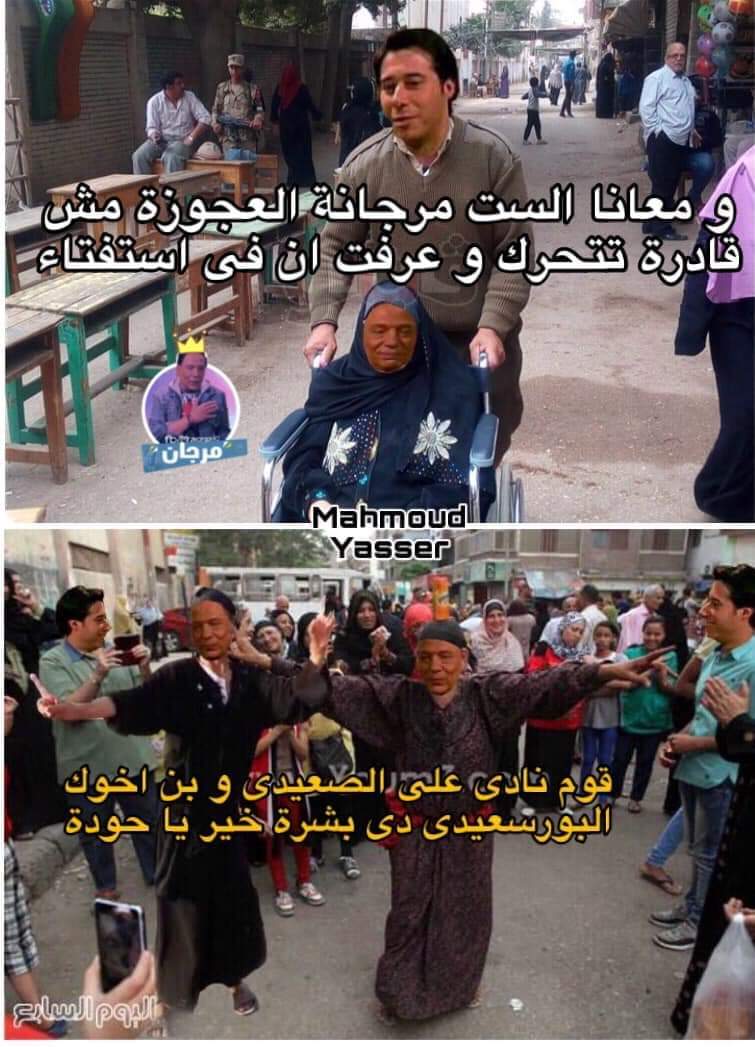 و معانا الست مرجانة العجوزة مش
قادرة تتحرك و عرفت ان فى استفتاء
مرجان
Mahmoud
Yasser
قوم نادى على الصعيدى و بن اخوك
البورسعيدى دى بشرة خير يا حودة
اليوم السابع